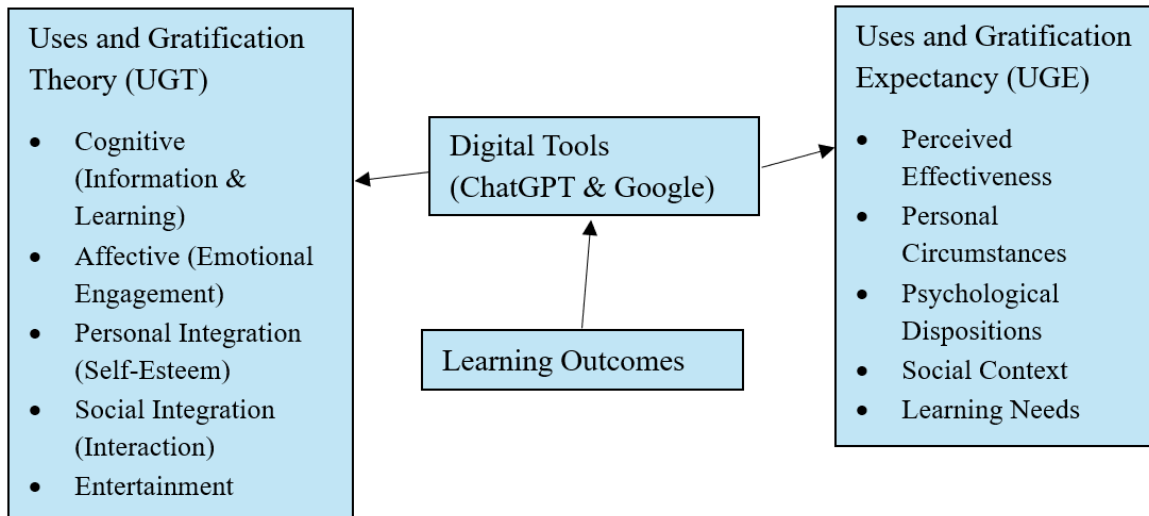 Uses and Gratification
Theory (UGT)
• Cognitive
(Information &
Learning)
• Affective (Emotional
Engagement)
• Personal Integration
(Self-Esteem)
• Social Integration
(Interaction)
• Entertainment
Digital Tools
(ChatGPT & Google)
Learning Outcomes
Uses and Gratification
Expectancy (UGE)
• Perceived
Effectiveness
• Personal
Circumstances
• Psychological
Dispositions
• Social Context
• Learning Needs